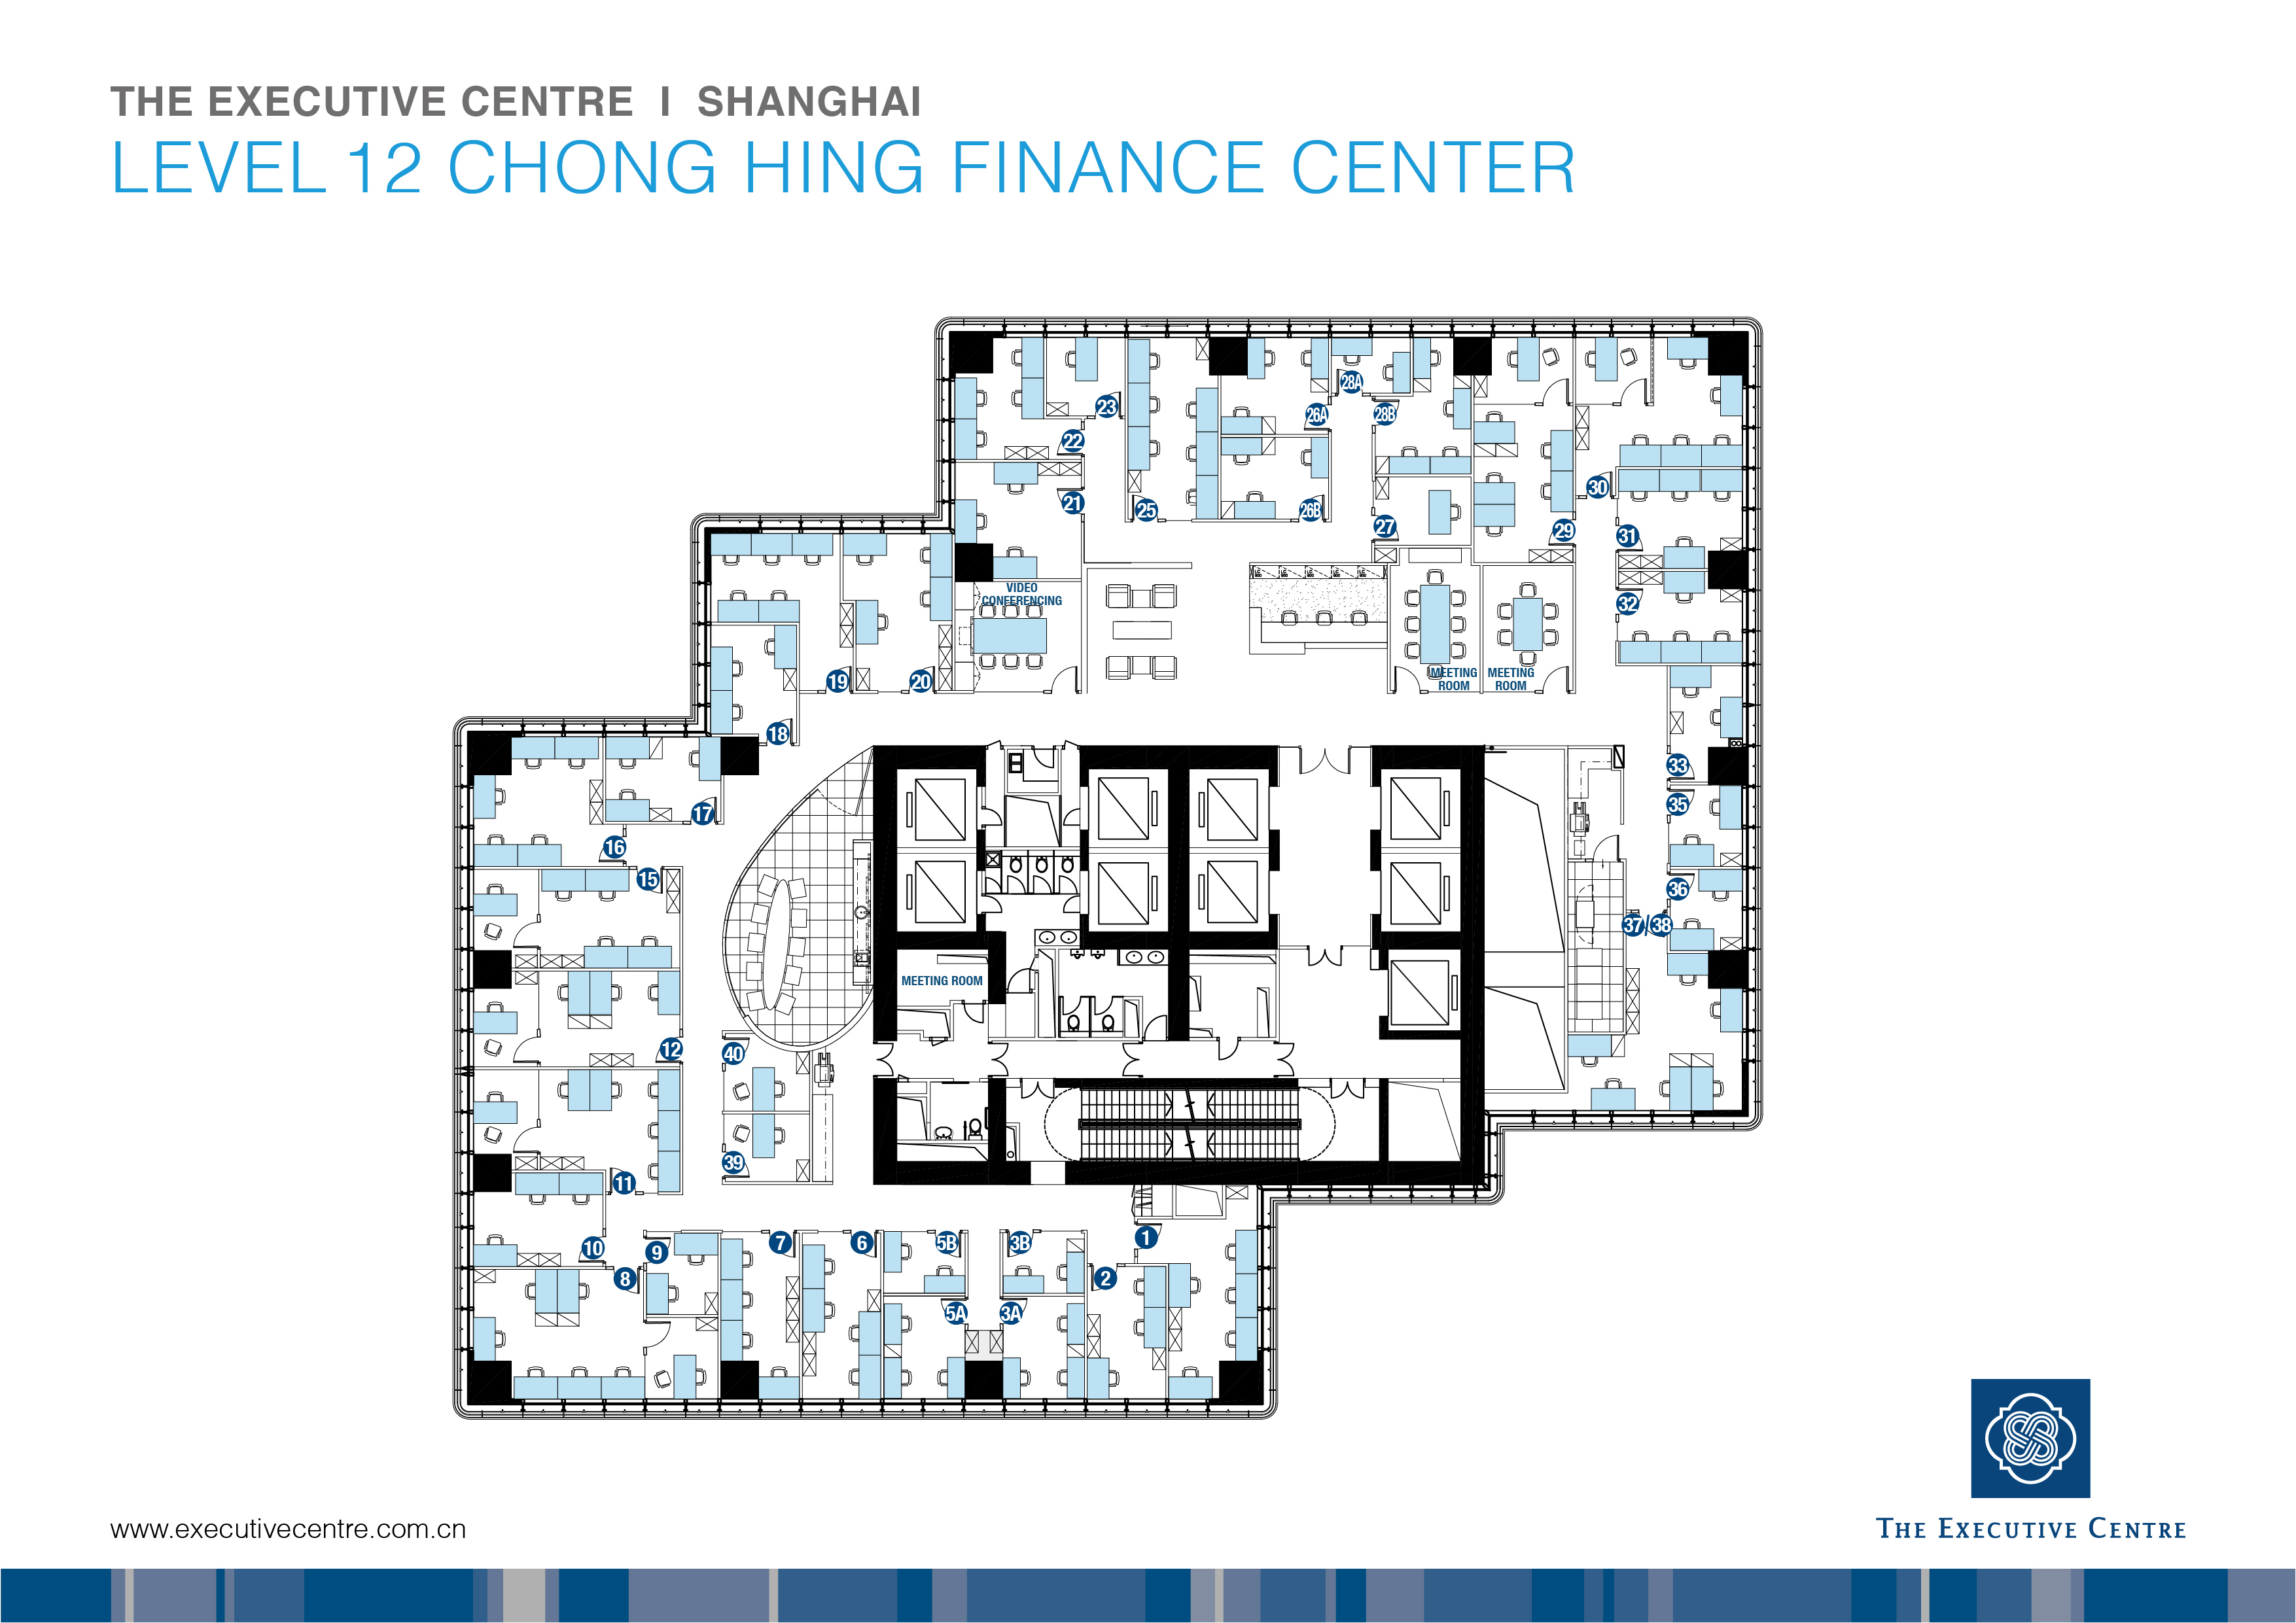 THE EXECUTIVE CENTRE I SHANGHAI
LEVEL 12 CHONG HING FINANCE CENTER
28A
23
26A
28B
22
30
21
25
26B
27
29
31
VIDEO
CONFERENCING
32
19
20
MEETING
ROOM
MEETING
ROOM
18
33
35
17
16
15
36
37/38
MEETING ROOM
12
40
39
11
1
10
9
7
6
5B
3B
8
2
5A
3A
www.executivecentre.com.cn
THE EXECUTIVE CENTRE